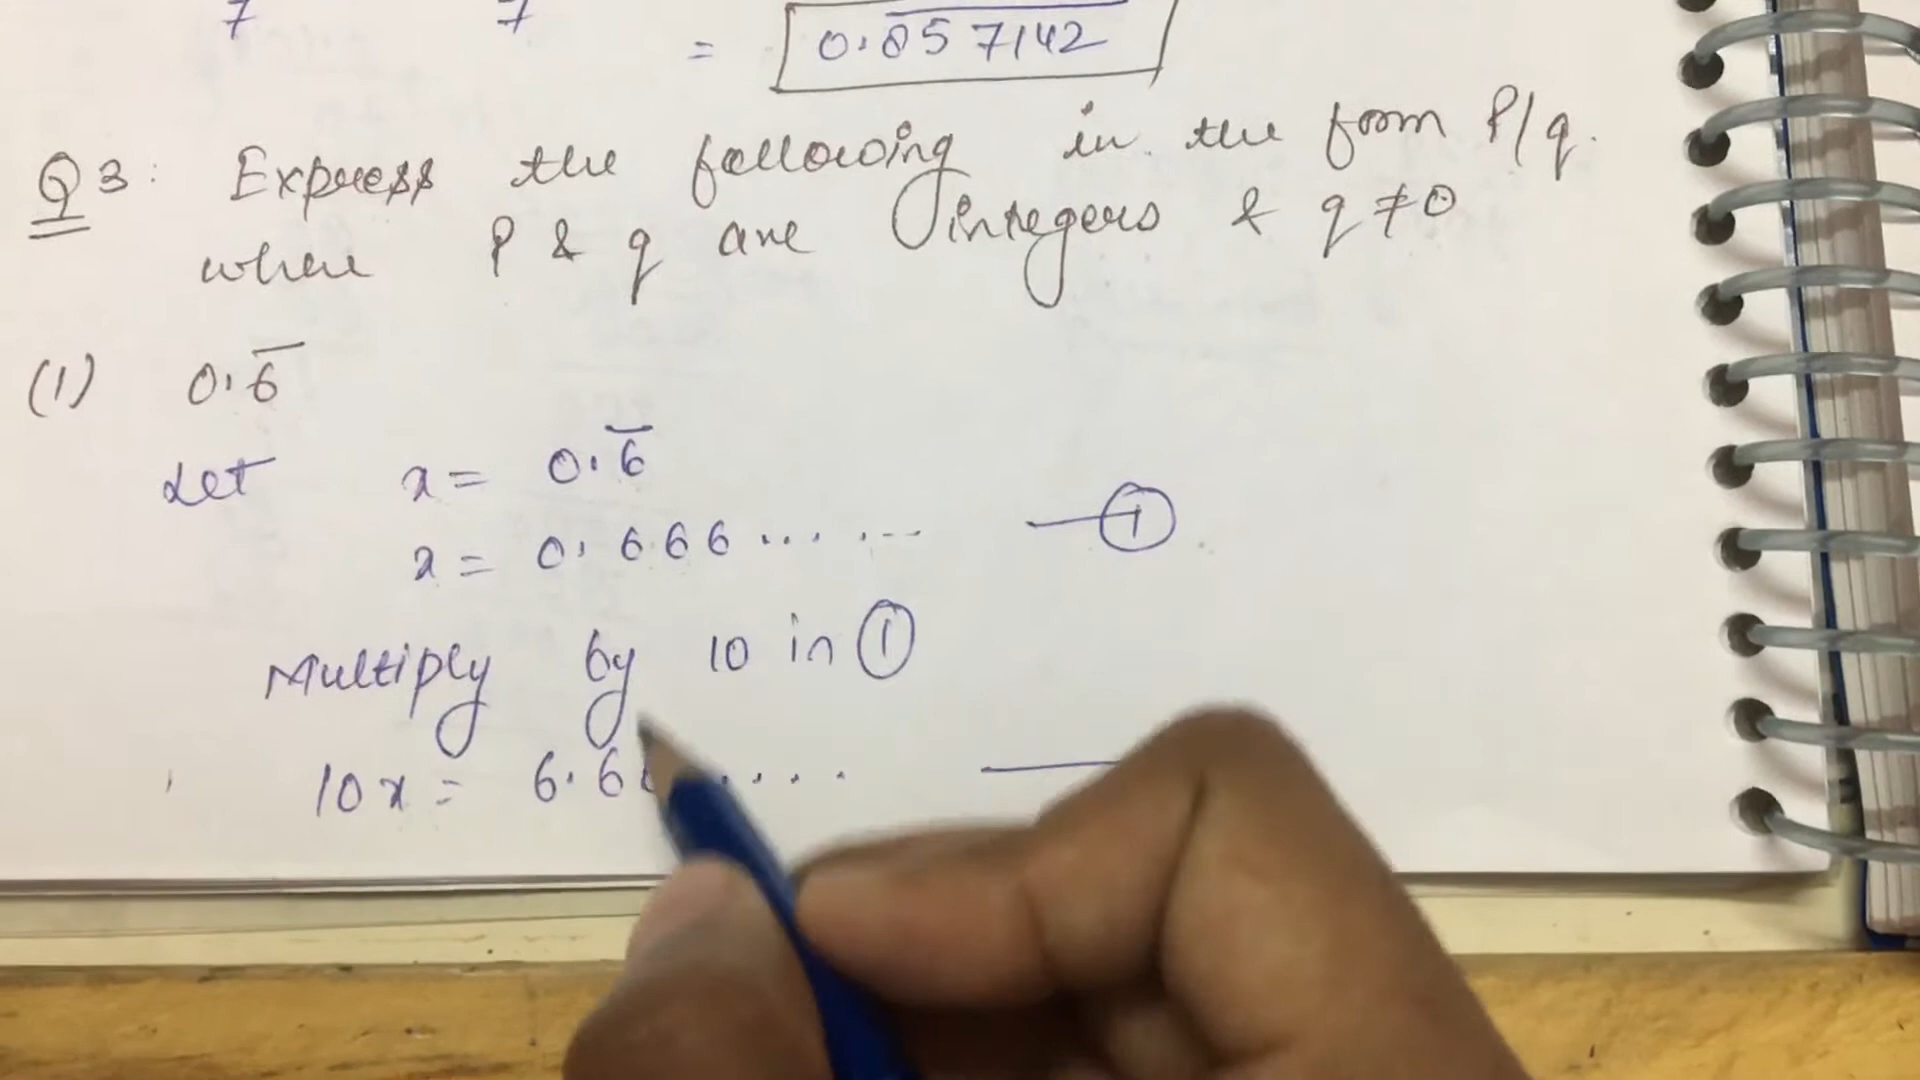 7 7
= 0.857142
Q3: Express the following in the form P/q.
where P & q are integers & q ≠ 0
(1) 0.6̅
Let x = 0.6̅
x = 0.666...... ①
Multiply by 10 in ①
10x = 6.6 ....